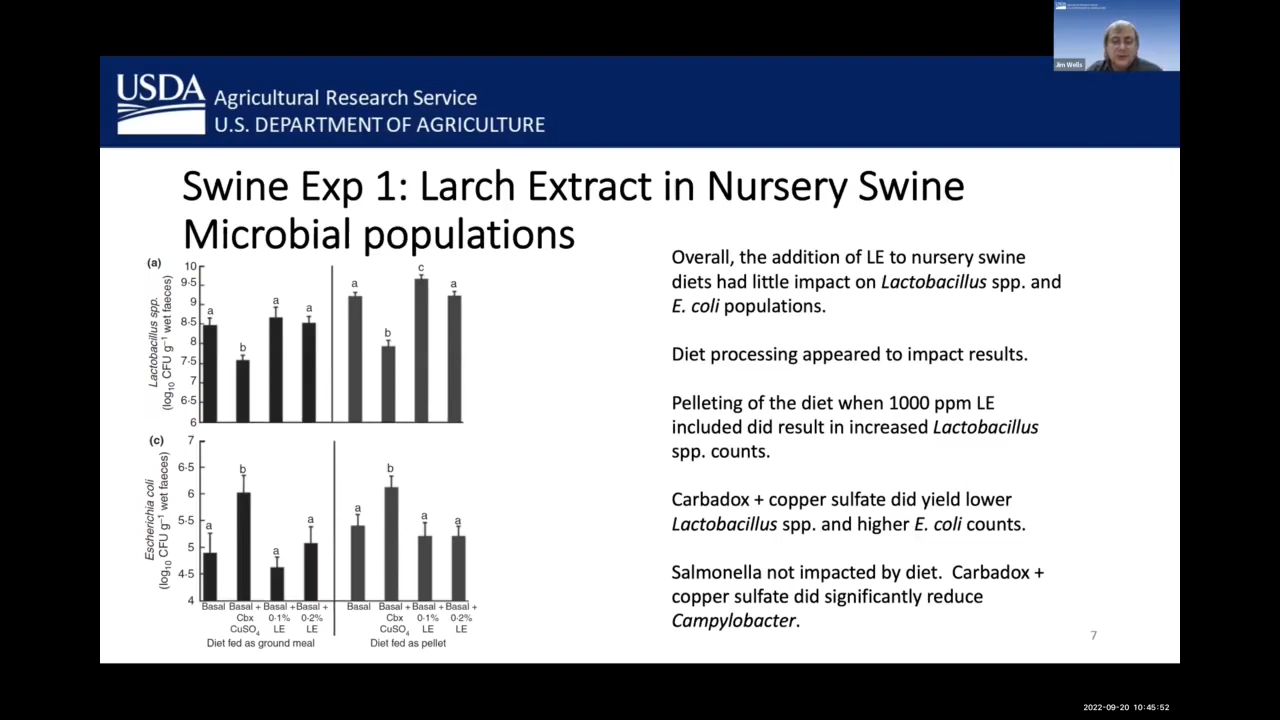 Jim Wells
USDA
Agricultural Research Service
U.S. DEPARTMENT OF AGRICULTURE
Swine Exp 1: Larch Extract in Nursery Swine
Microbial populations
(a)
Lactobacillus spp.
(log10 CFU g−1 wet faeces)
10
9·5
9
8·5
8
7·5
7
6·5
6
a
b
a
a
a
b
c
a
(c)
Escherichia coli
(log10 CFU g−1 wet faeces)
7
6·5
6
5·5
5
4·5
4
a
b
a
a
a
b
a
a
Basal Basal + Basal + Basal + Basal Basal + Basal + Basal +
Cbx 0·1% 0·2% Cbx 0·1% 0·2%
CuSO4 LE LE CuSO4 LE LE
Diet fed as ground meal Diet fed as pellet
Overall, the addition of LE to nursery swine
diets had little impact on Lactobacillus spp. and
E. coli populations.
Diet processing appeared to impact results.
Pelleting of the diet when 1000 ppm LE
included did result in increased Lactobacillus
spp. counts.
Carbadox + copper sulfate did yield lower
Lactobacillus spp. and higher E. coli counts.
Salmonella not impacted by diet. Carbadox +
copper sulfate did significantly reduce
Campylobacter.
7
2022-09-20 10:45:52